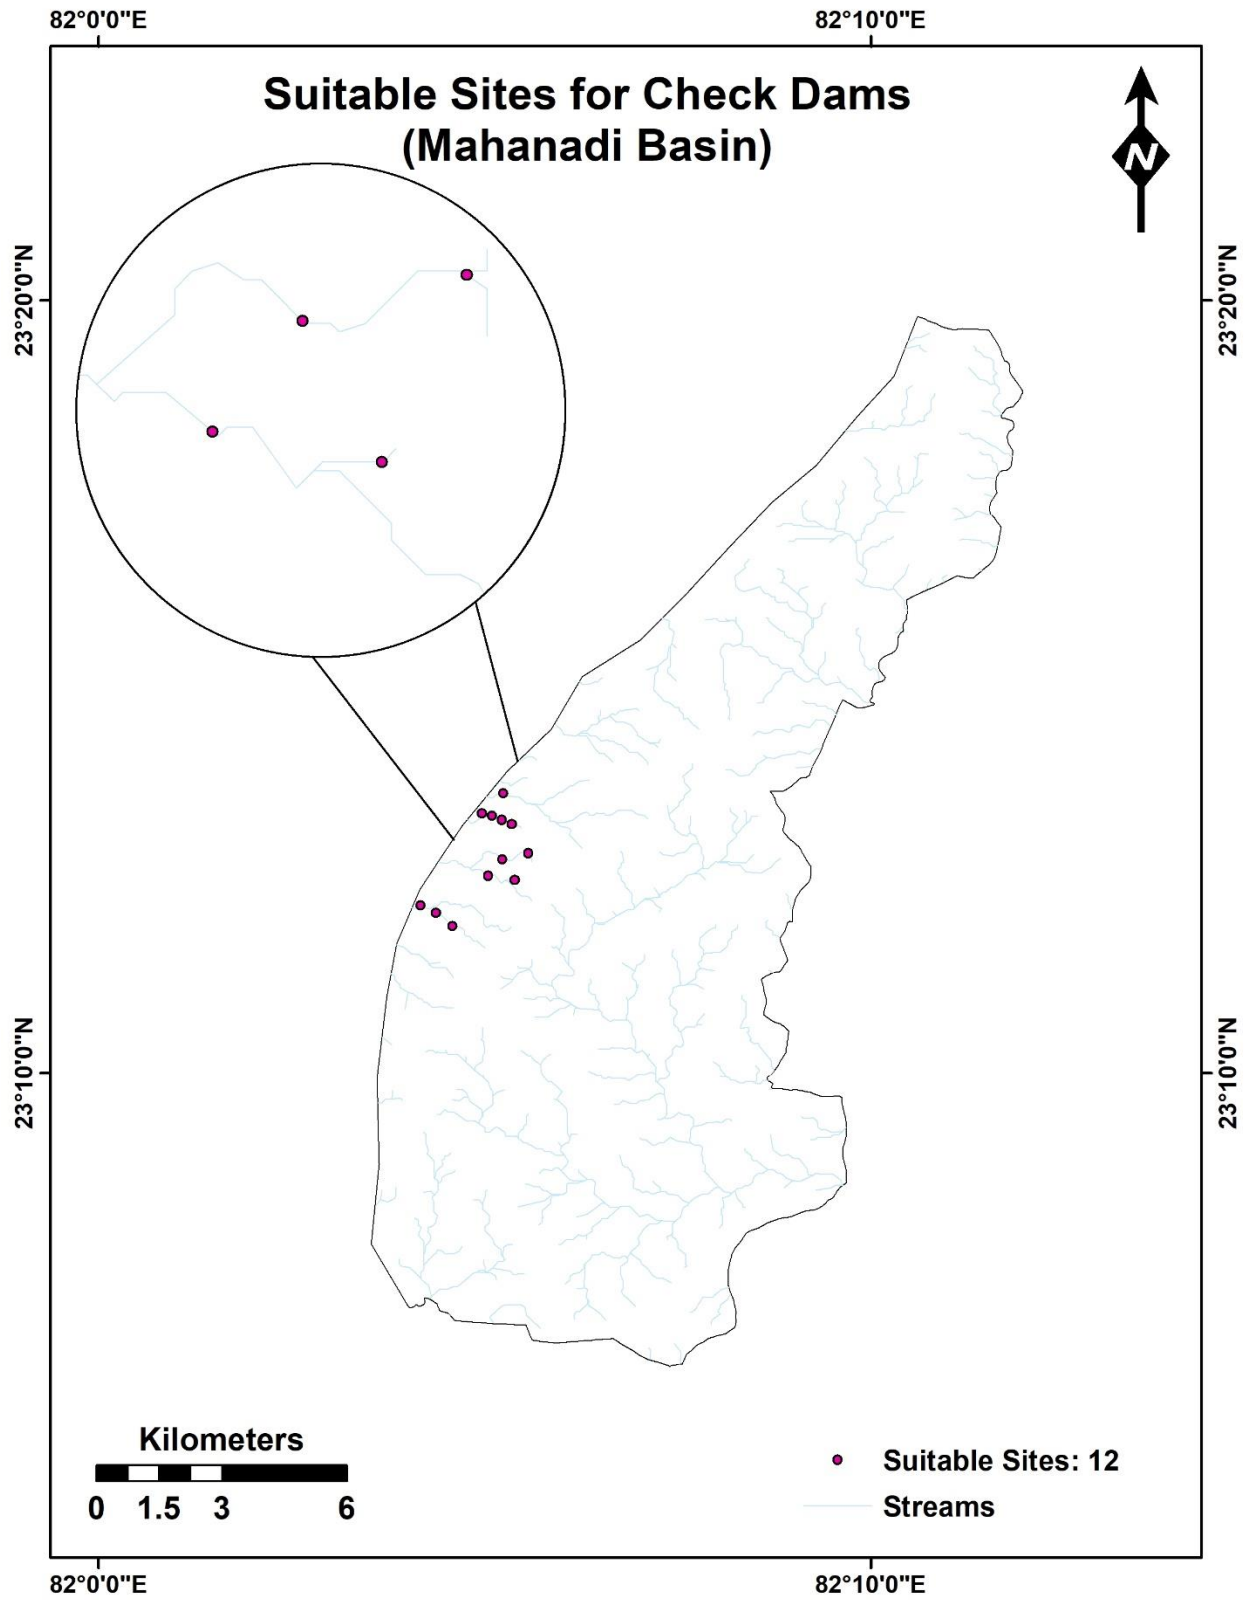 82°0'0"E 82°10'0"E
Suitable Sites for Check Dams
(Mahanadi Basin)
N
23°20'0"N 23°20'0"N
23°10'0"N 23°10'0"N
Kilometers
0 1.5 3 6
Suitable Sites: 12
Streams
82°0'0"E 82°10'0"E